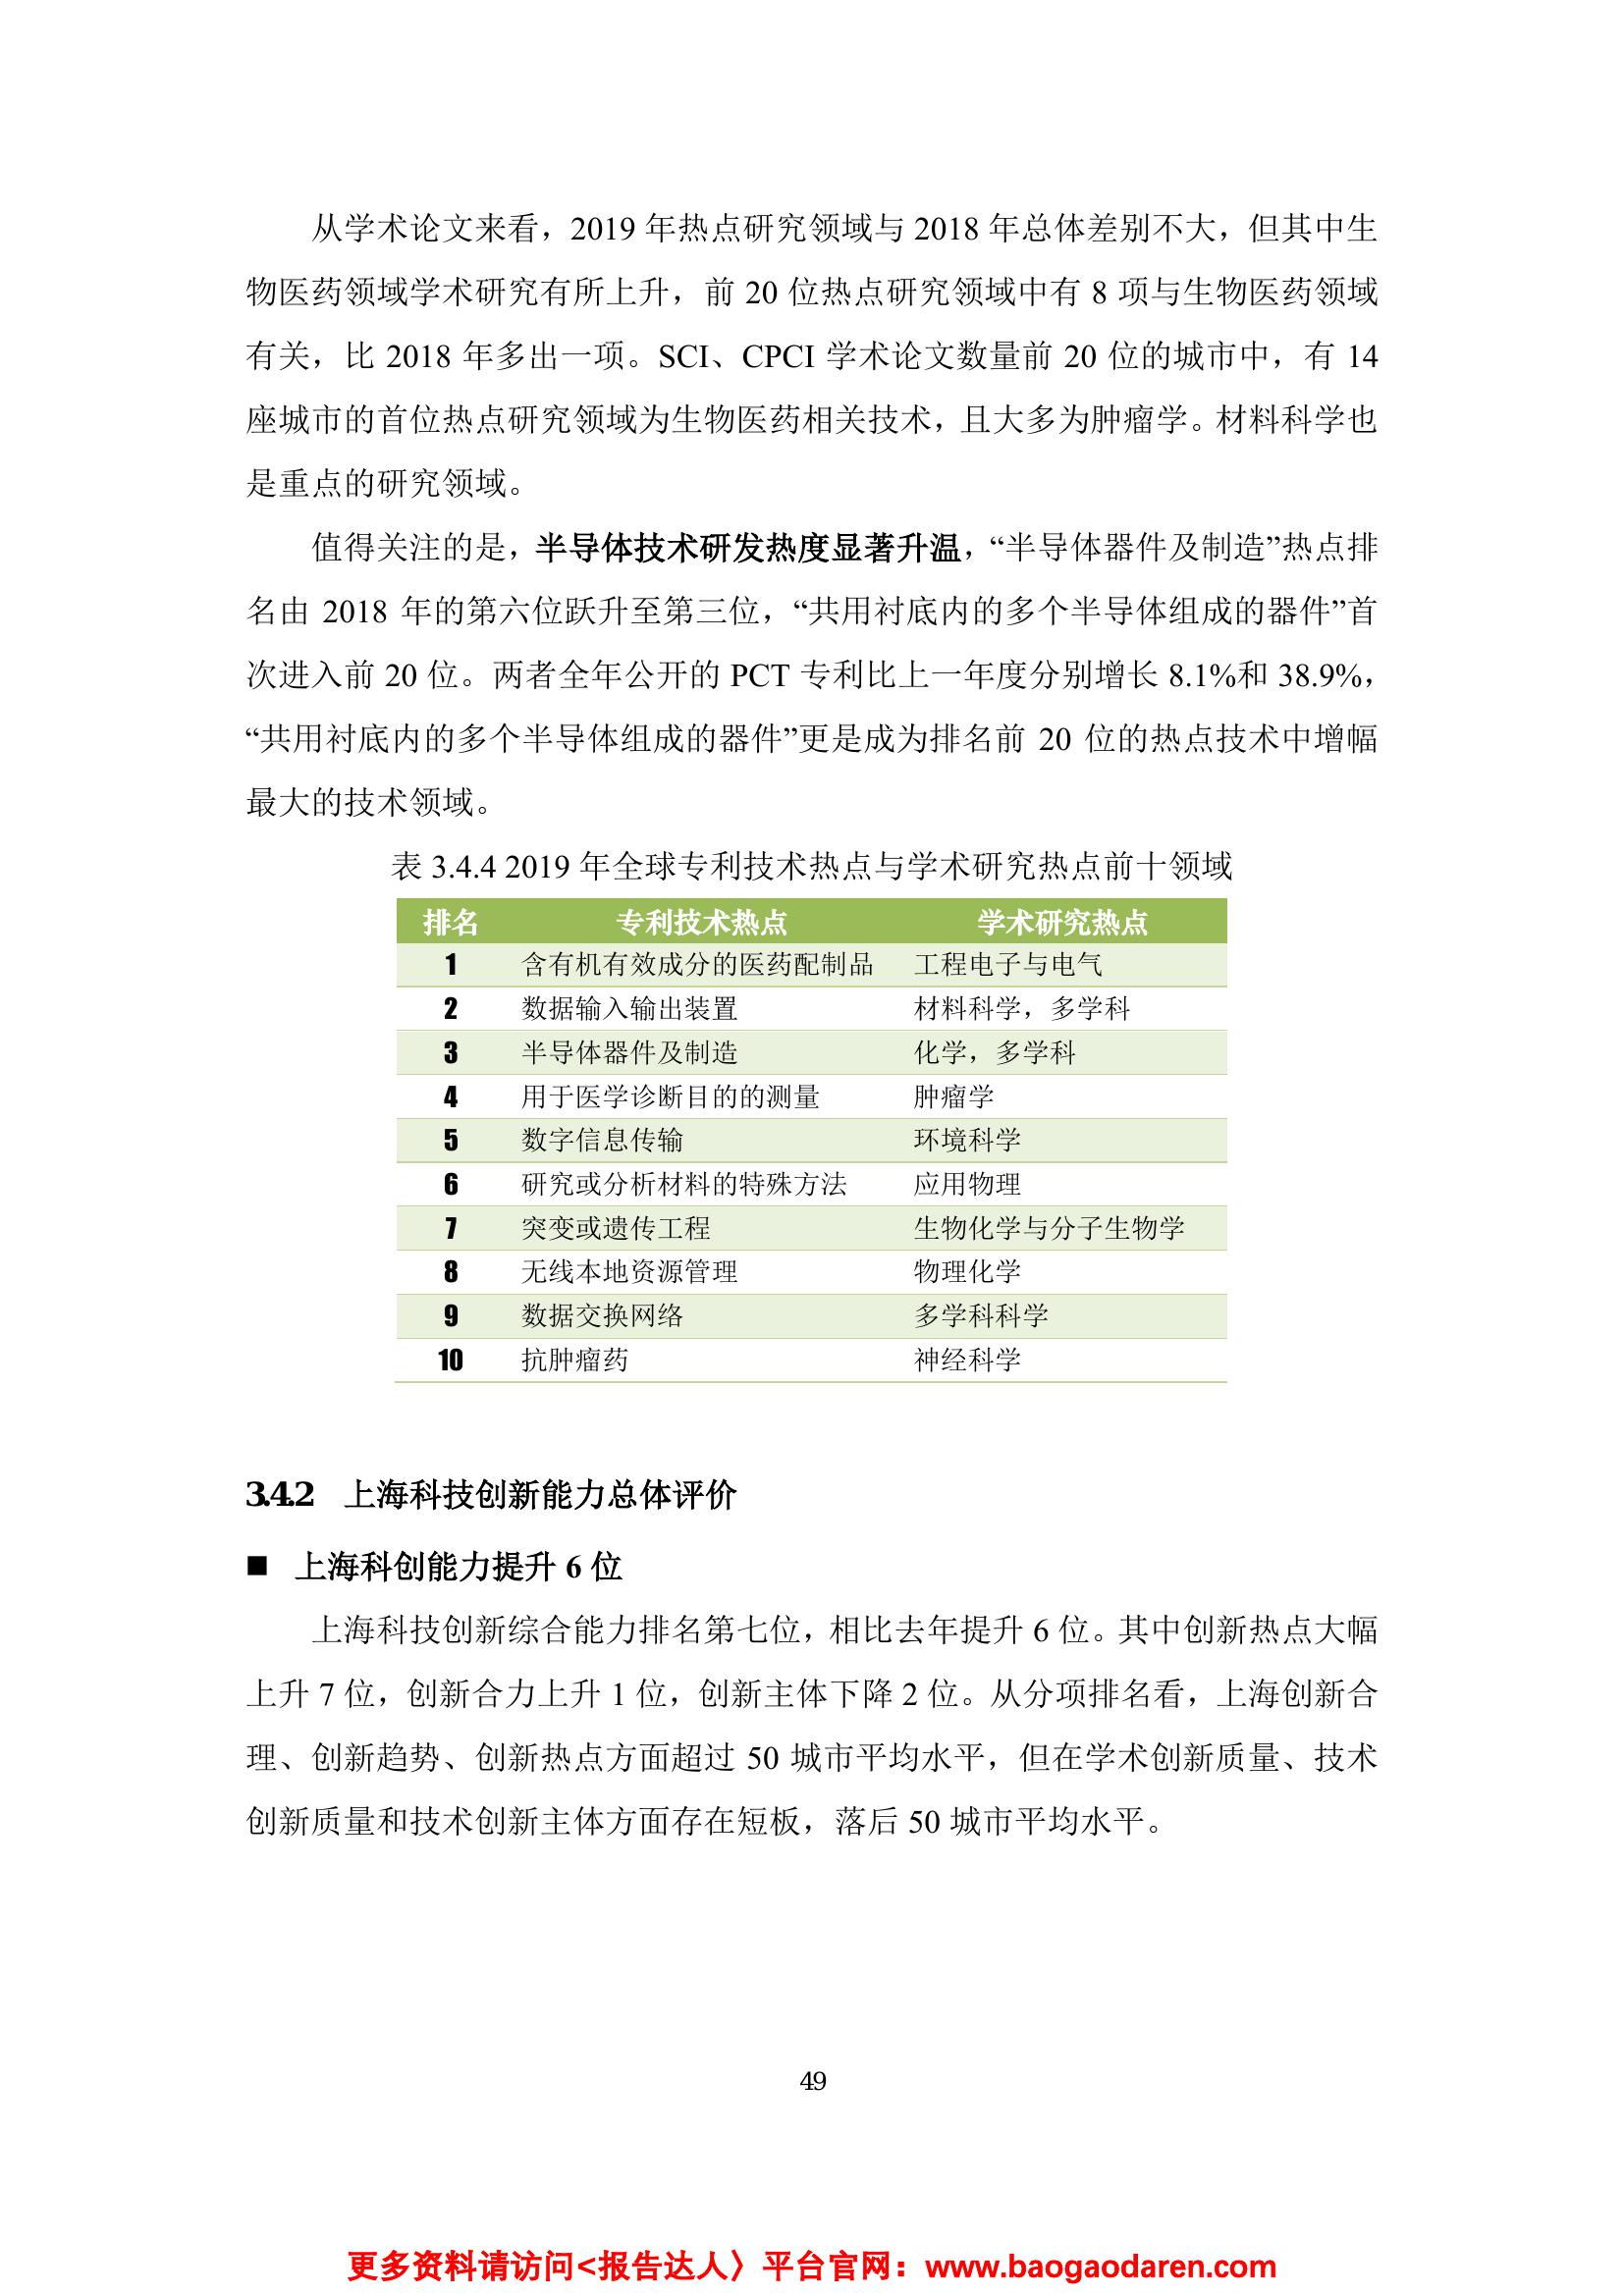 从学术论文来看，2019 年热点研究领域与 2018 年总体差别不大，但其中生
物医药领域学术研究有所上升，前 20 位热点研究领域中有 8 项与生物医药领域
有关，比 2018 年多出一项。SCI、CPCI 学术论文数量前 20 位的城市中，有 14
座城市的首位热点研究领域为生物医药相关技术，且大多为肿瘤学。材料科学也
是重点的研究领域。
值得关注的是，半导体技术研发热度显著升温，“半导体器件及制造”热点排
名由 2018 年的第六位跃升至第三位，“共用衬底内的多个半导体组成的器件”首
次进入前 20 位。两者全年公开的 PCT 专利比上一年度分别增长 8.1%和 38.9%，
“共用衬底内的多个半导体组成的器件”更是成为排名前 20 位的热点技术中增幅
最大的技术领域。
表 3.4.4 2019 年全球专利技术热点与学术研究热点前十领域
排名 专利技术热点 学术研究热点
1 含有机有效成分的医药配制品 工程电子与电气
2 数据输入输出装置 材料科学，多学科
3 半导体器件及制造 化学，多学科
4 用于医学诊断目的的测量 肿瘤学
5 数字信息传输 环境科学
6 研究或分析材料的特殊方法 应用物理
7 突变或遗传工程 生物化学与分子生物学
8 无线本地资源管理 物理化学
9 数据交换网络 多学科科学
10 抗肿瘤药 神经科学
3.4.2 上海科技创新能力总体评价
■ 上海科创能力提升 6 位
上海科技创新综合能力排名第七位，相比去年提升 6 位。其中创新热点大幅
上升 7 位，创新合力上升 1 位，创新主体下降 2 位。从分项排名看，上海创新合
理、创新趋势、创新热点方面超过 50 城市平均水平，但在学术创新质量、技术
创新质量和技术创新主体方面存在短板，落后 50 城市平均水平。
49
更多资料请访问<报告达人〉平台官网：www.baogaodaren.com